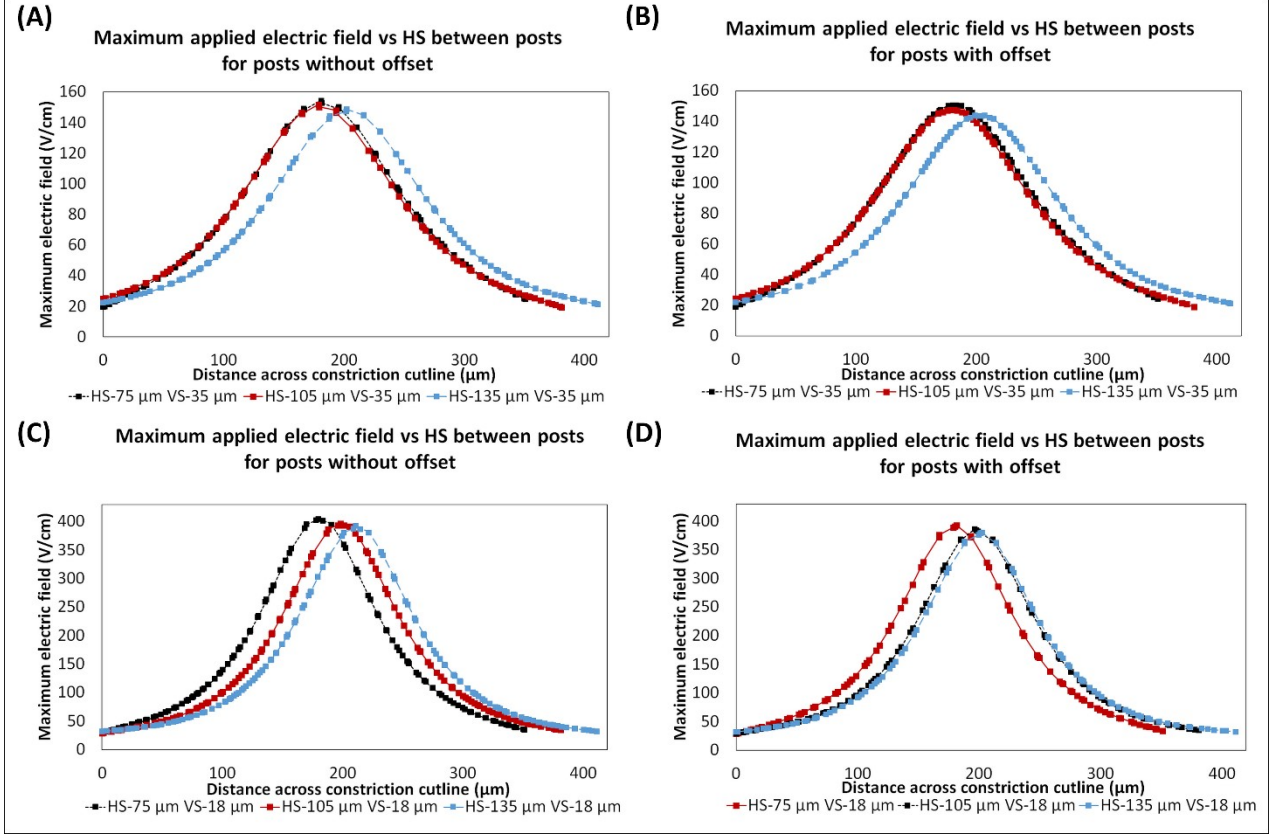 (A)
Maximum applied electric field vs HS between posts
for posts without offset
Maximum electric field (V/cm)
160
140
120
100
80
60
40
20
0
0 100 200 300 400
Distance across constriction cutline (µm)
HS-75 µm VS-35 µm HS-105 µm VS-35 µm HS-135 µm VS-35 µm
(B)
Maximum applied electric field vs HS between posts
for posts with offset
Maximum electric field (V/cm)
160
140
120
100
80
60
40
20
0
0 100 200 300 400
Distance across constriction cutline (µm)
HS-75 µm VS-35 µm HS-105 µm VS-35 µm HS-135 µm VS-35 µm
(C)
Maximum applied electric field vs HS between posts
for posts without offset
Maximum electric field (V/cm)
400
350
300
250
200
150
100
50
0
0 100 200 300 400
Distance across constriction cutline (µm)
HS-75 µm VS-18 µm HS-105 µm VS-18 µm HS-135 µm VS-18 µm
(D)
Maximum applied electric field vs HS between posts
for posts with offset
Maximum electric field (V/cm)
400
350
300
250
200
150
100
50
0
0 100 200 300 400
Distance across constriction cutline (µm)
HS-75 µm VS-18 µm HS-105 µm VS-18 µm HS-135 µm VS-18 µm